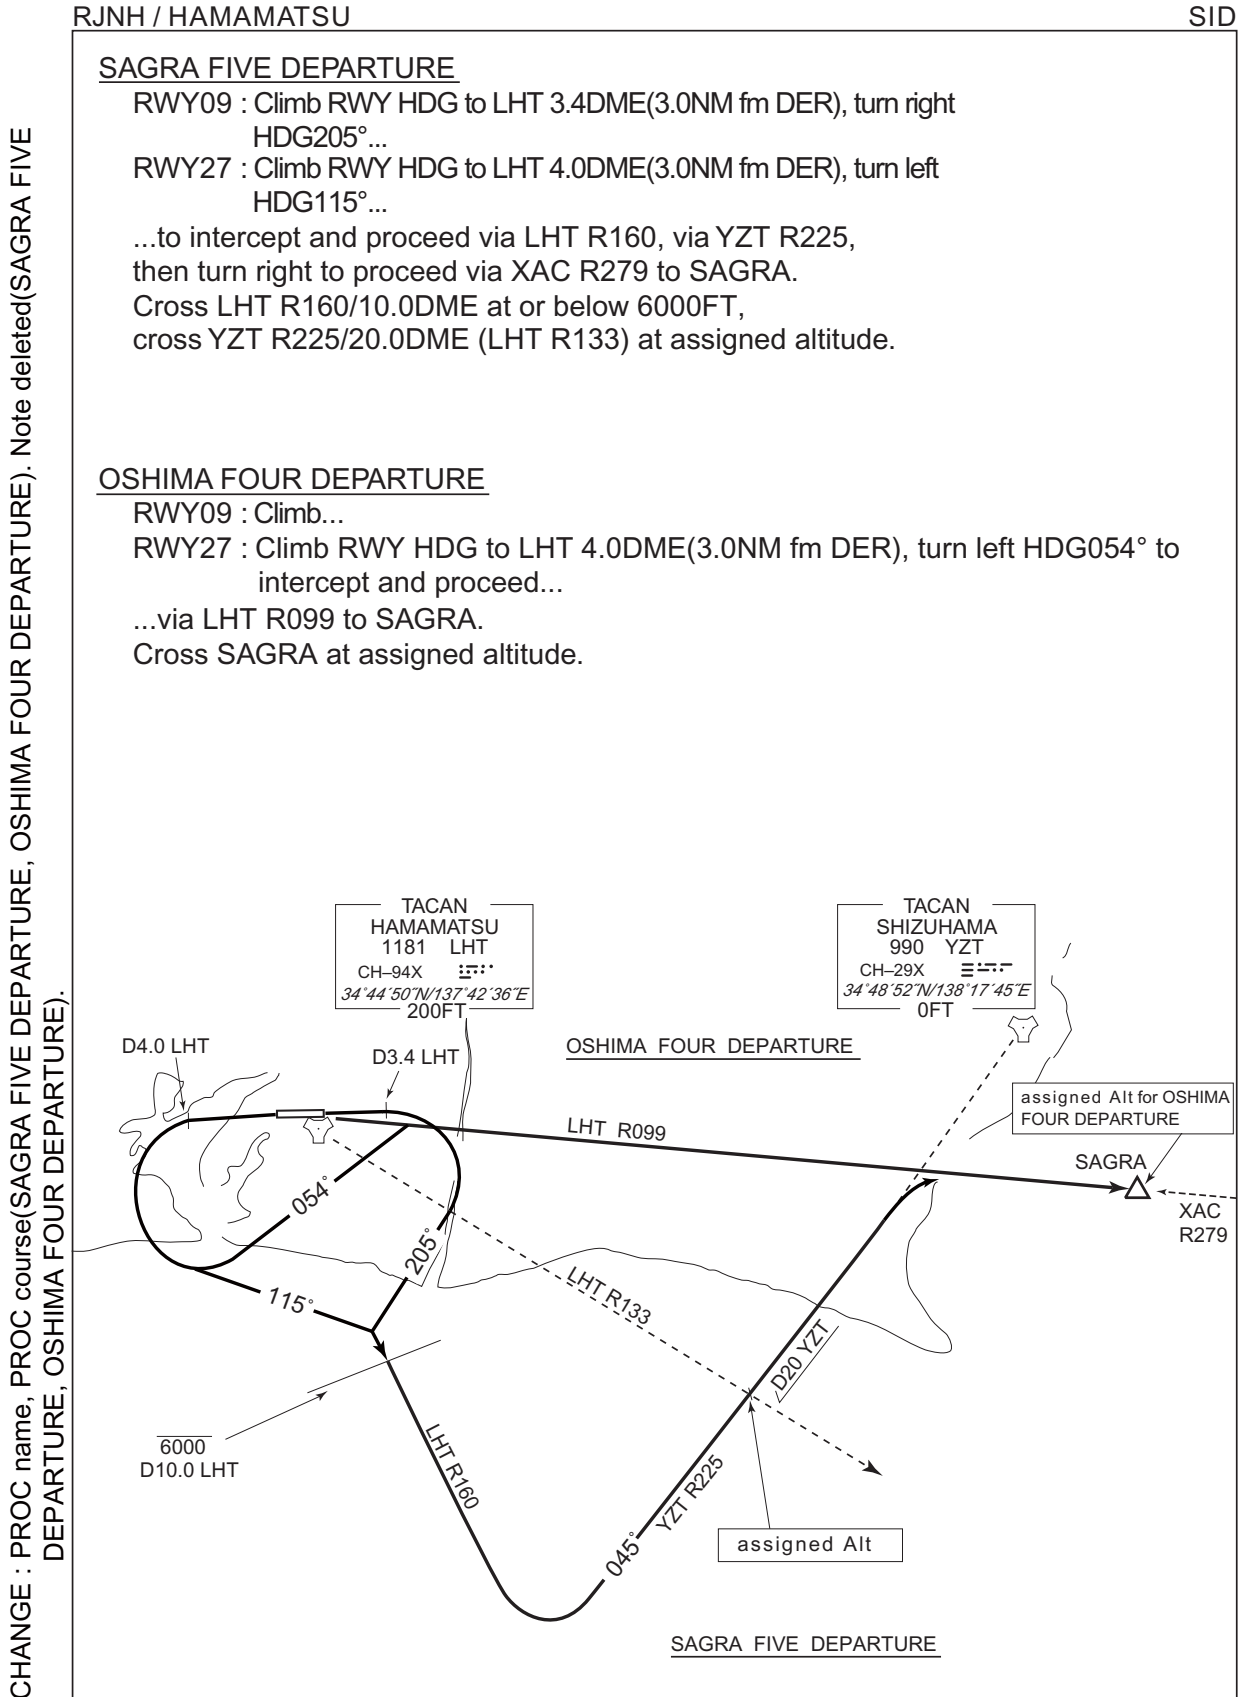 RJNH / HAMAMATSU
SID
SAGRA FIVE DEPARTURE
RWY09 : Climb RWY HDG to LHT 3.4DME(3.0NM fm DER), turn right
HDG205°...
RWY27 : Climb RWY HDG to LHT 4.0DME(3.0NM fm DER), turn left
HDG115°...
...to intercept and proceed via LHT R160, via YZT R225,
then turn right to proceed via XAC R279 to SAGRA.
Cross LHT R160/10.0DME at or below 6000FT,
cross YZT R225/20.0DME (LHT R133) at assigned altitude.
OSHIMA FOUR DEPARTURE
RWY09 : Climb...
RWY27 : Climb RWY HDG to LHT 4.0DME(3.0NM fm DER), turn left HDG054° to
intercept and proceed...
...via LHT R099 to SAGRA.
Cross SAGRA at assigned altitude.
TACAN
HAMAMATSU
1181 LHT
CH–94X
34°44′50″N/137°42′36″E
200FT
TACAN
SHIZUHAMA
990 YZT
CH–29X
34°48′52″N/138°17′45″E
0FT
D4.0 LHT
D3.4 LHT
OSHIMA FOUR DEPARTURE
assigned Alt for OSHIMA
FOUR DEPARTURE
LHT R099
SAGRA
XAC
R279
054°
205°
115°
LHT R133
D20 YZT
6000
D10.0 LHT
LHT R160
YZT R225
045°
assigned Alt
SAGRA FIVE DEPARTURE
CHANGE : PROC name, PROC course(SAGRA FIVE DEPARTURE, OSHIMA FOUR DEPARTURE). Note deleted(SAGRA FIVE
DEPARTURE, OSHIMA FOUR DEPARTURE).